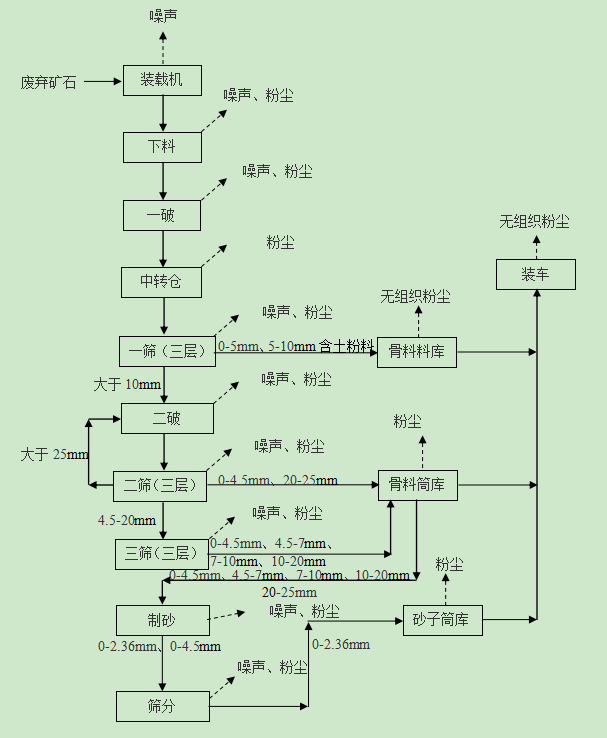 噪声
废弃矿石
装载机
噪声、粉尘
下料
噪声、粉尘
一破
无组织粉尘
粉尘
中转仓
装车
无组织粉尘
噪声、粉尘
一筛（三层）
0-5mm、5-10mm 含土粉料
骨料料库
大于 10mm
噪声、粉尘
二破
粉尘
大于 25mm
噪声、粉尘
二筛（三层）
0-4.5mm、20-25mm
骨料筒库
4.5-20mm
噪声、粉尘
三筛（三层）
0-4.5mm、4.5-7mm、
7-10mm、10-20mm
粉尘
0-4.5mm、4.5-7mm、7-10mm、10-20mm
20-25mm
制砂
噪声、粉尘
砂子筒库
0-2.36mm、0-4.5mm
0-2.36mm
噪声、粉尘
筛分